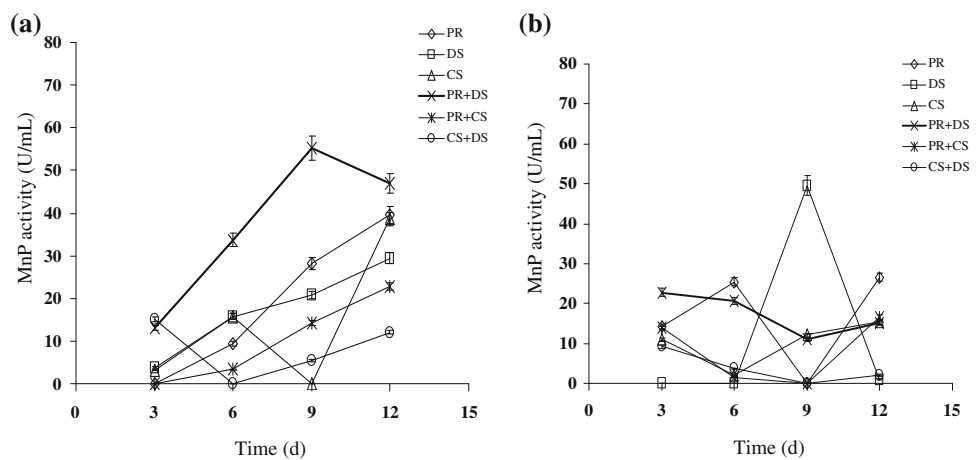 (a)
MnP activity (U/mL)
80
70
60
50
40
30
20
10
0
0 3 6 9 12 15
Time (d)
PR
DS
CS
PR+DS
PR+CS
CS+DS
(b)
MnP activity (U/mL)
80
70
60
50
40
30
20
10
0
0 3 6 9 12 15
Time (d)
PR
DS
CS
PR+DS
PR+CS
CS+DS